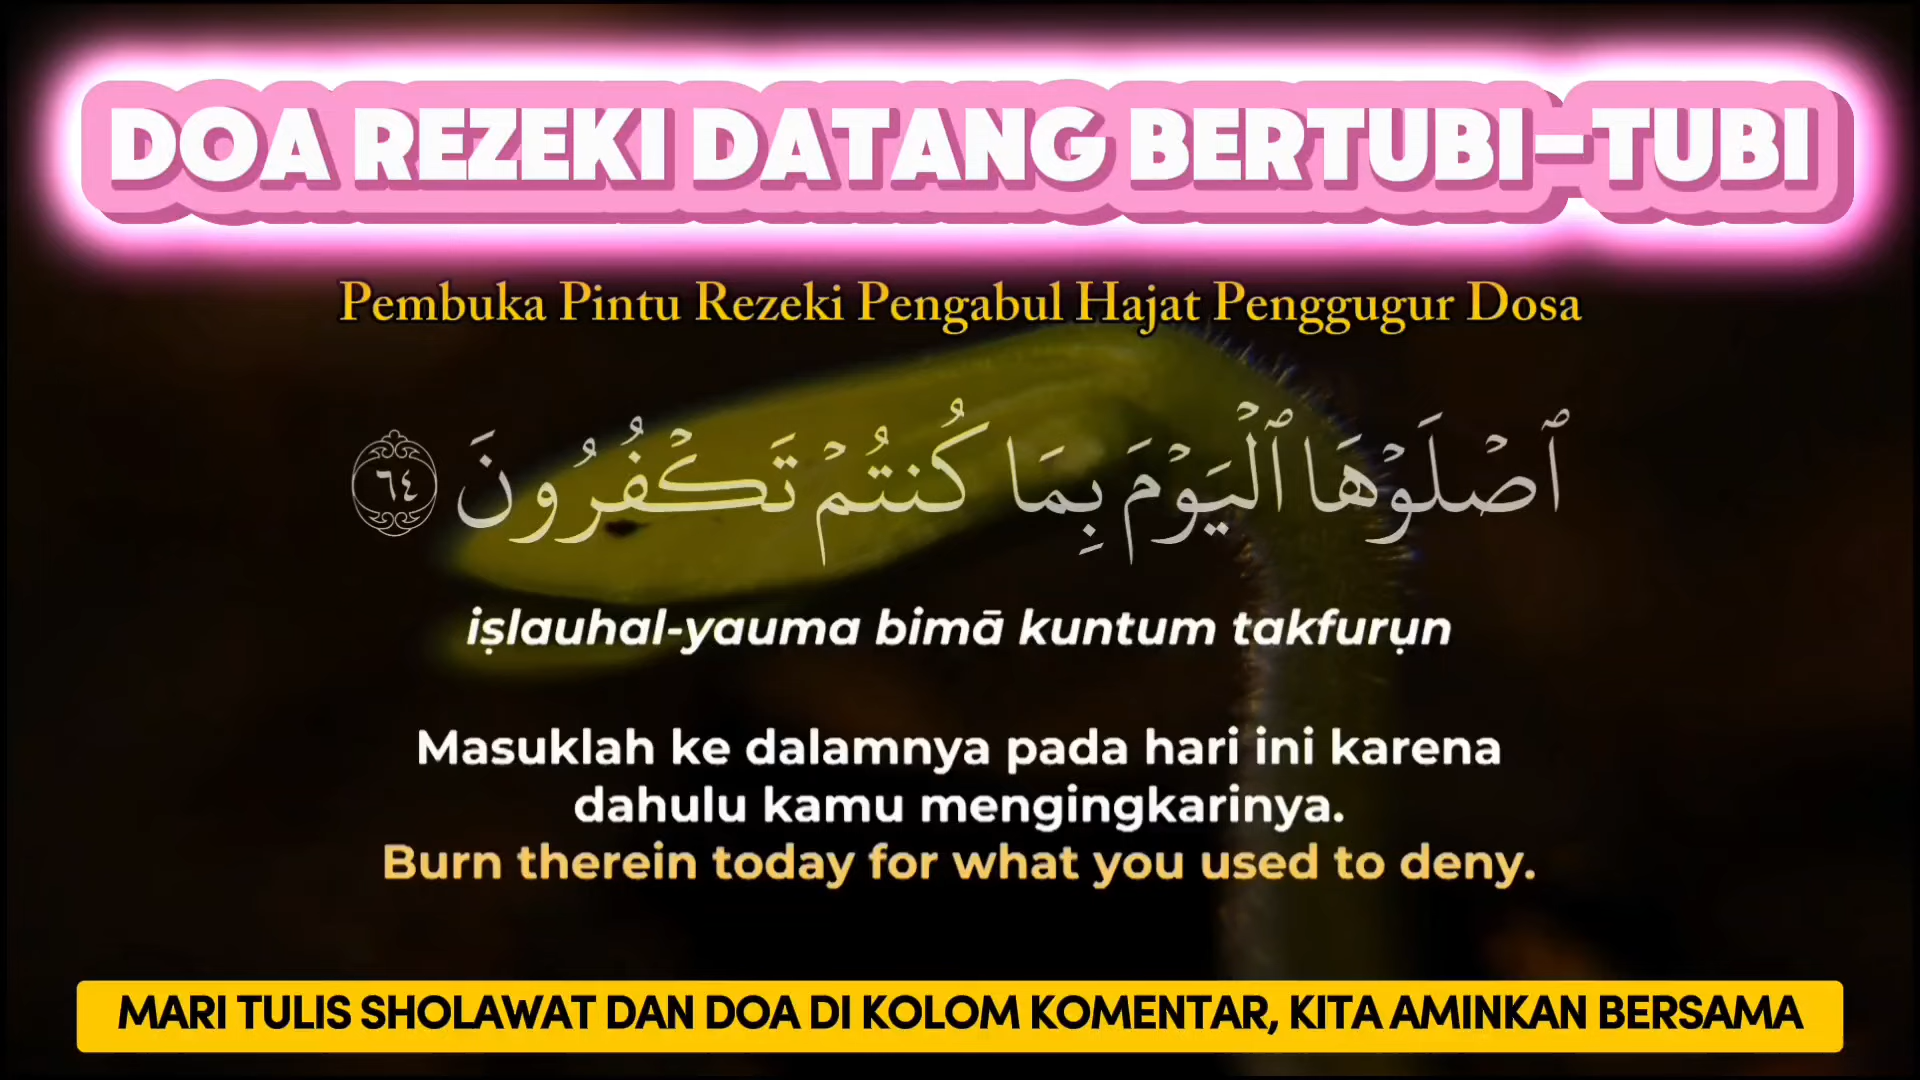 DOA REZEKI DATANG BERTUBI-TUBI
Pembuka Pintu Rezeki Pengabul Hajat Penggugur Dosa
ٱصۡلَوۡهَا ٱلۡيَوۡمَ بِمَا كُنتُمۡ تَكۡفُرُونَ ٦٤
iṣlauhal-yauma bimā kuntum takfurụn
Masuklah ke dalamnya pada hari ini karena
dahulu kamu mengingkarinya.
Burn therein today for what you used to deny.
MARI TULIS SHOLAWAT DAN DOA DI KOLOM KOMENTAR, KITA AMINKAN BERSAMA